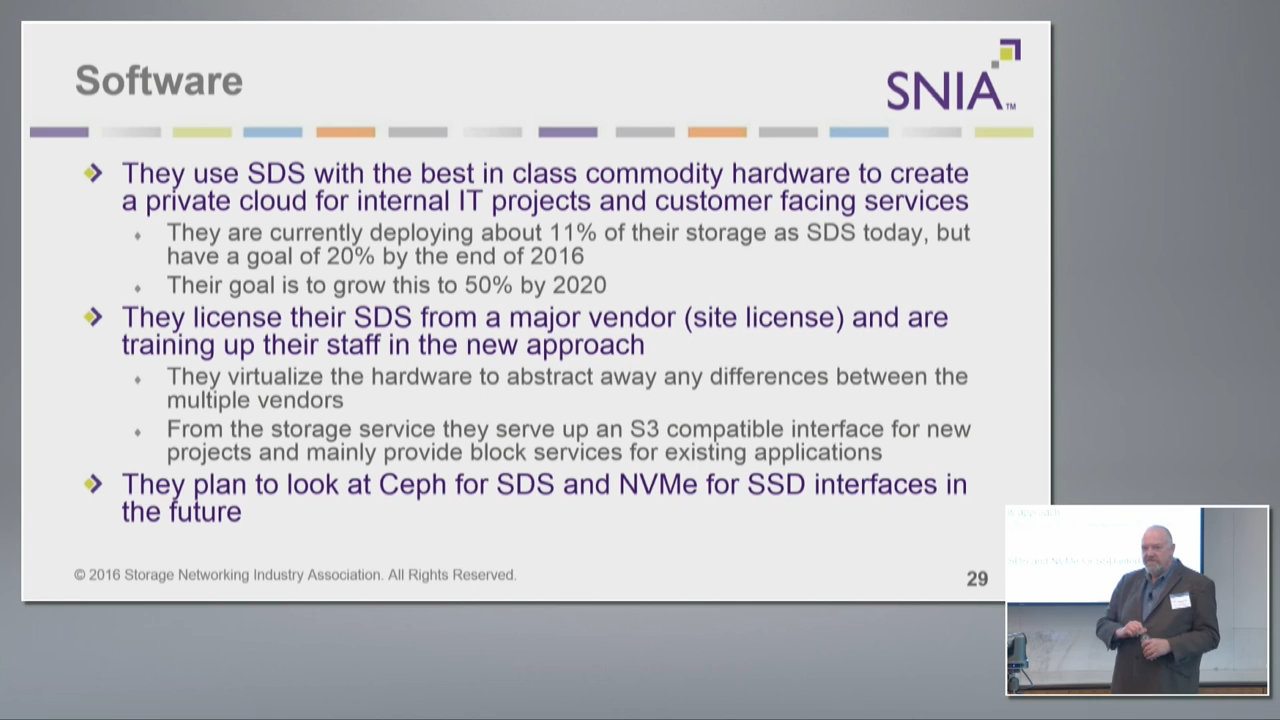 Software
SNIA™
They use SDS with the best in class commodity hardware to create
a private cloud for internal IT projects and customer facing services
They are currently deploying about 11% of their storage as SDS today, but
have a goal of 20% by the end of 2016
Their goal is to grow this to 50% by 2020
They license their SDS from a major vendor (site license) and are
training up their staff in the new approach
They virtualize the hardware to abstract away any differences between the
multiple vendors
From the storage service they serve up an S3 compatible interface for new
projects and mainly provide block services for existing applications
They plan to look at Ceph for SDS and NVMe for SSD interfaces in
the future
© 2016 Storage Networking Industry Association. All Rights Reserved.
29